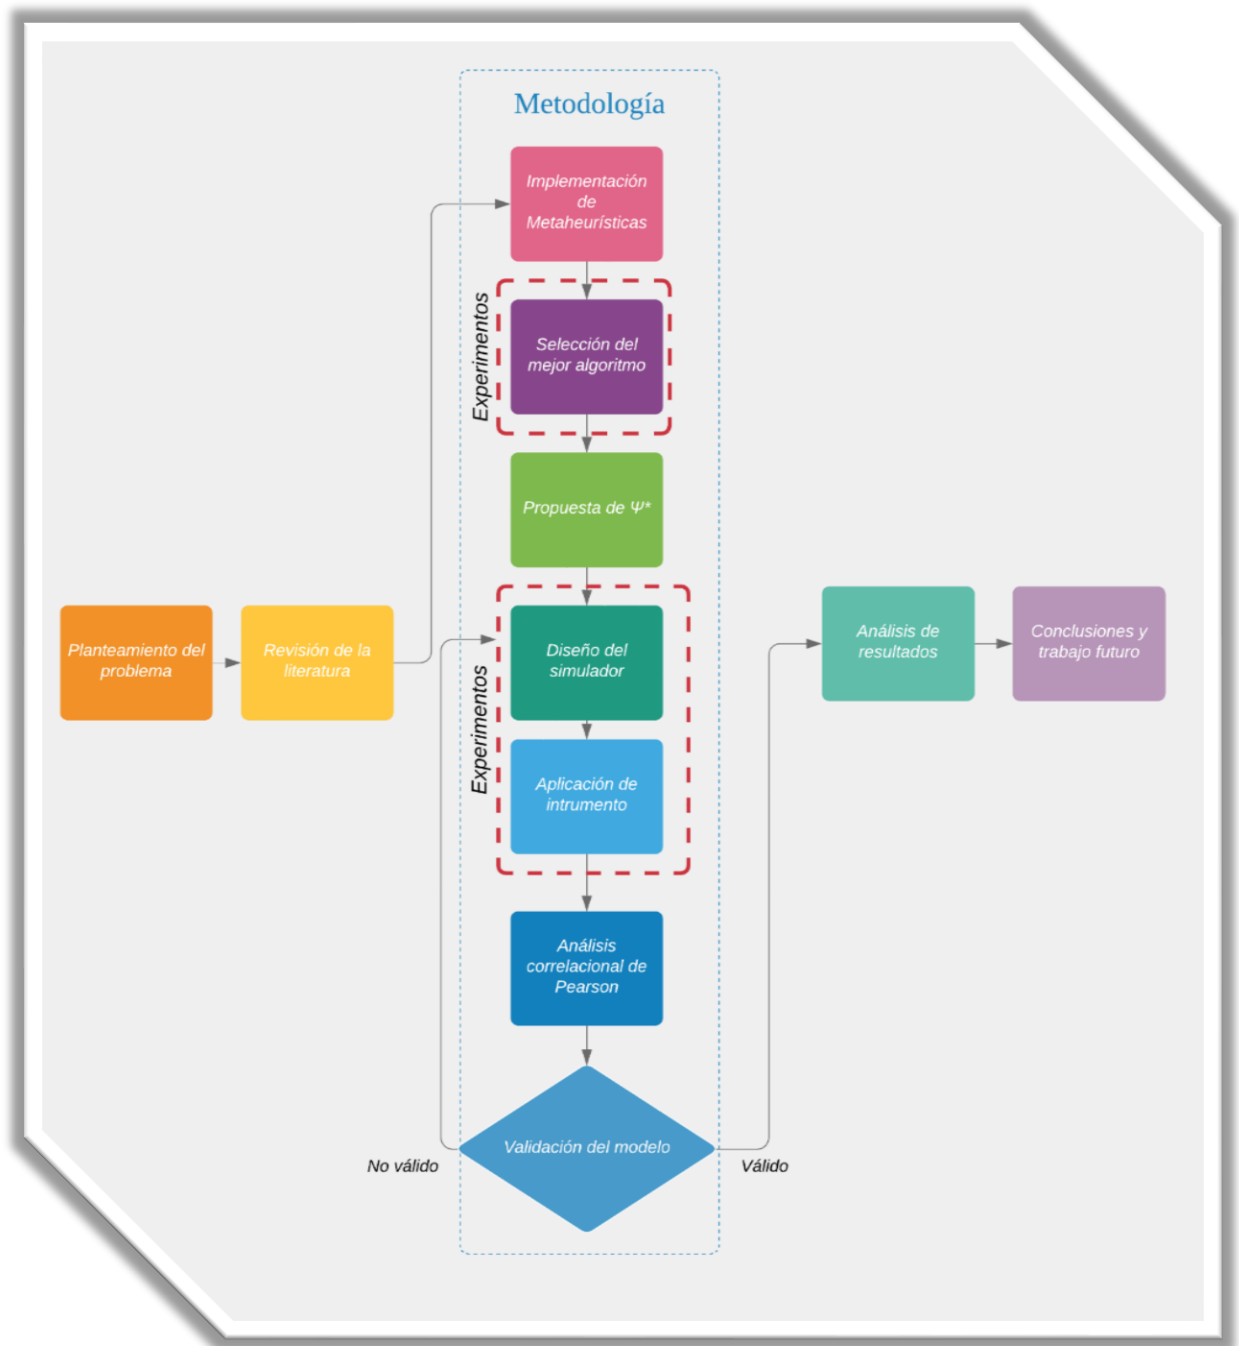 Metodología
Implementación
de
Metaheurísticas
Experimentos
Selección del
mejor algoritmo
Propuesta de Ψ*
Planteamiento del
problema
Revisión de la
literatura
Experimentos
Diseño del
simulador
Aplicación de
intrumento
Análisis
correlacional de
Pearson
Validación del modelo
No válido
Válido
Análisis de
resultados
Conclusiones y
trabajo futuro